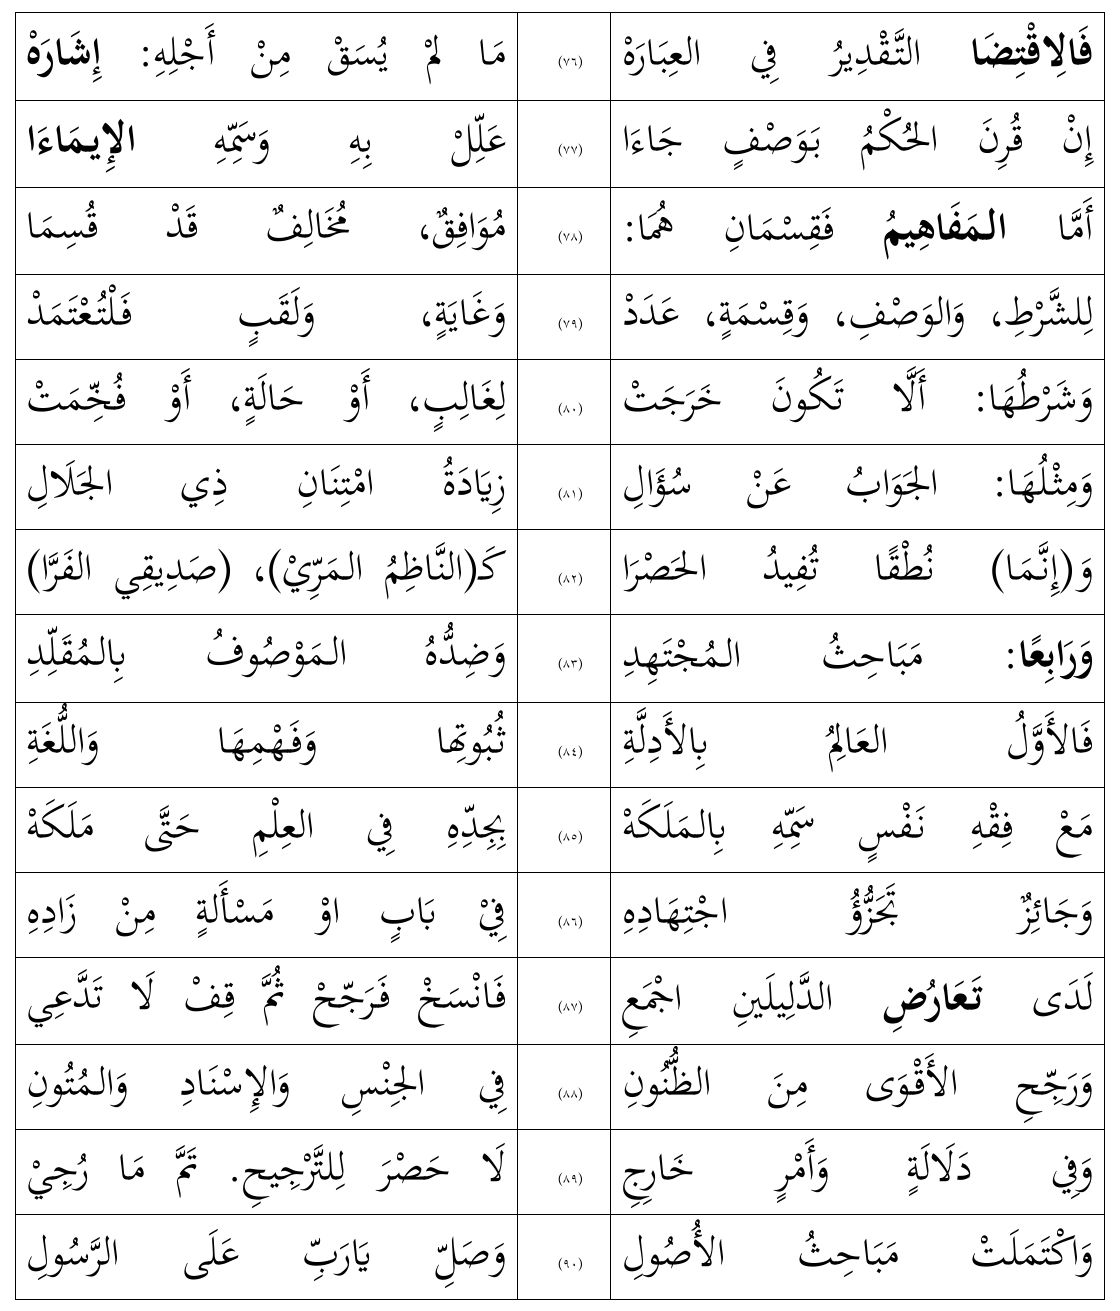 فَالِاقْتِضَا التَّقْدِيرُ فِي العِبَارَهْ (٧٦) مَا لَمْ يُسَقْ مِنْ أَجْلِهِ: إِشَارَهْ
إِنْ قُرِنَ الحُكْمُ بَوَصْفٍ جَاءَا (٧٧) عَلِّلْ بِهِ وَسَمِّهِ الإِيمَاءَا
أَمَّا المَفَاهِيمُ فَقِسْمَانِ هُمَا: (٧٨) مُوَافِقٌ، مُخَالِفٌ قَدْ قُسِمَا
لِلشَّرْطِ، وَالوَصْفِ، وَقِسْمَةٍ، عَدَدْ (٧٩) وَغَايَةٍ، وَلَقَبٍ فَلْتُعْتَمَدْ
وَشَرْطُهَا: أَلَّا تَكُونَ خَرَجَتْ (٨٠) لِغَالِبٍ، أَوْ حَالَةٍ، أَوْ فُخِّمَتْ
وَمِثْلُهَا: الجَوَابُ عَنْ سُؤَالِ (٨١) زِيَادَةُ امْتِنَانِ ذِي الجَلَالِ
وَ(إِنَّمَا) نُطْقًا تُفِيدُ الحَصْرَا (٨٢) كَـ(النَّاظِمُ المَرِّيْ)، (صَدِيقِي الفَرَّا)
وَرَابِعًا: مَبَاحِثُ المُجْتَهِدِ (٨٣) وَضِدُّهُ المَوْصُوفُ بِالمُقَلِّدِ
فَالأَوَّلُ العَالِمُ بِالأَدِلَّةِ (٨٤) ثُبُوتِهَا وَفَهْمِهَا وَاللُّغَةِ
مَعْ فِقْهِ نَفْسٍ سَمِّهِ بِالمَلَكَهْ (٨٥) بِجِدِّهِ فِي العِلْمِ حَتَّى مَلَكَهْ
وَجَائِزٌ تَجَزُّؤُ اجْتِهَادِهِ (٨٦) فِيْ بَابٍ اوْ مَسْأَلةٍ مِنْ زَادِهِ
لَدَى تَعَارُضِ الدَّلِيلَينِ اجْمَعِ (٨٧) فَانْسَخْ فَرَجّحْ ثُمَّ قِفْ لَا تَدَّعِي
وَرَجِّحِ الأَقْوَى مِنَ الظُّنُونِ (٨٨) فِي الجِنْسِ وَالإِسْنَادِ وَالمُتُونِ
وَفِي دَلَالَةٍ وَأَمْرٍ خَارِجِ (٨٩) لَا حَصْرَ لِلتَّرْجِيحِ. تَمَّ مَا رُجِيْ
وَاكْتَمَلَتْ مَبَاحِثُ الأُصُولِ (٩٠) وَصَلِّ يَارَبِّ عَلَى الرَّسُولِ